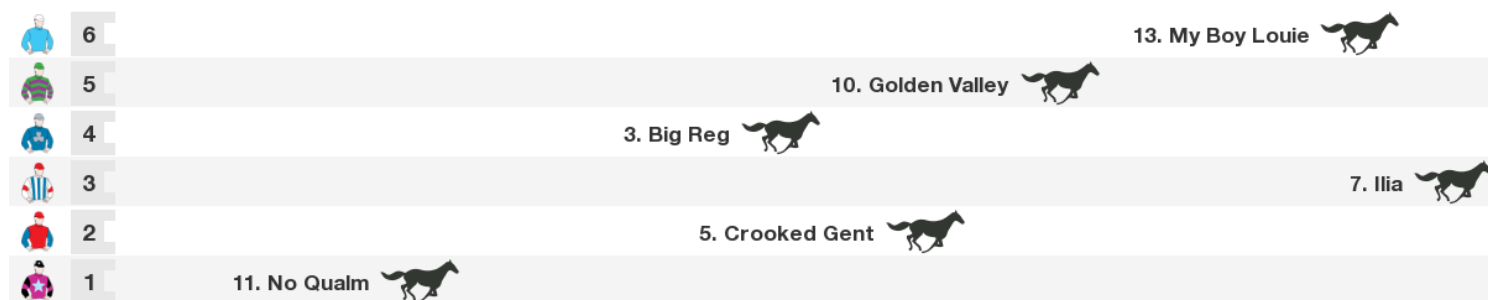 6 13. My Boy Louie
5 10. Golden Valley
4 3. Big Reg
3 7. Ilia
2 5. Crooked Gent
1 11. No Qualm